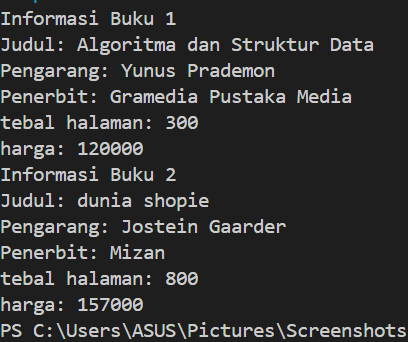 Informasi Buku 1
Judul: Algoritma dan Struktur Data
Pengarang: Yunus Prademon
Penerbit: Gramedia Pustaka Media
tebal halaman: 300
harga: 120000
Informasi Buku 2
Judul: dunia shopie
Pengarang: Jostein Gaarder
Penerbit: Mizan
tebal halaman: 800
harga: 157000
PS C:\Users\ASUS\Pictures\Screenshots